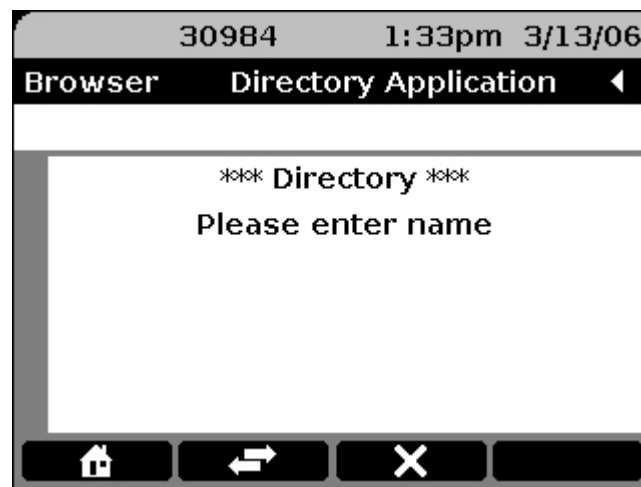 30984 1:33pm 3/13/06
Browser Directory Application
*** Directory ***
Please enter name